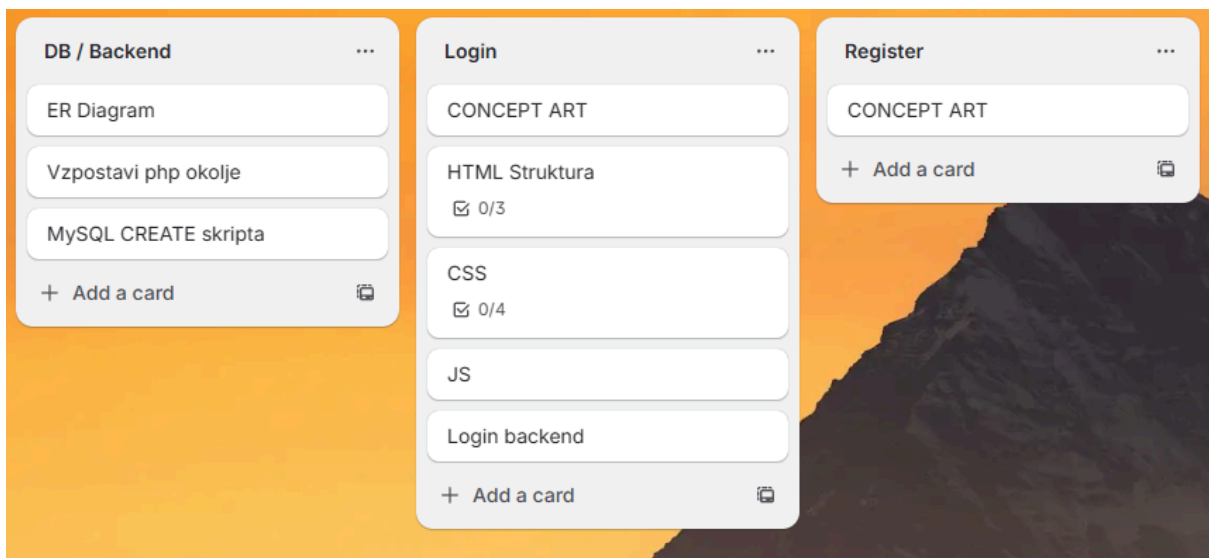 DB / Backend
ER Diagram
Vzpostavi php okolje
MySQL CREATE skripta
+ Add a card
Login
CONCEPT ART
HTML Struktura
0/3
CSS
0/4
JS
Login backend
+ Add a card
Register
CONCEPT ART
+ Add a card